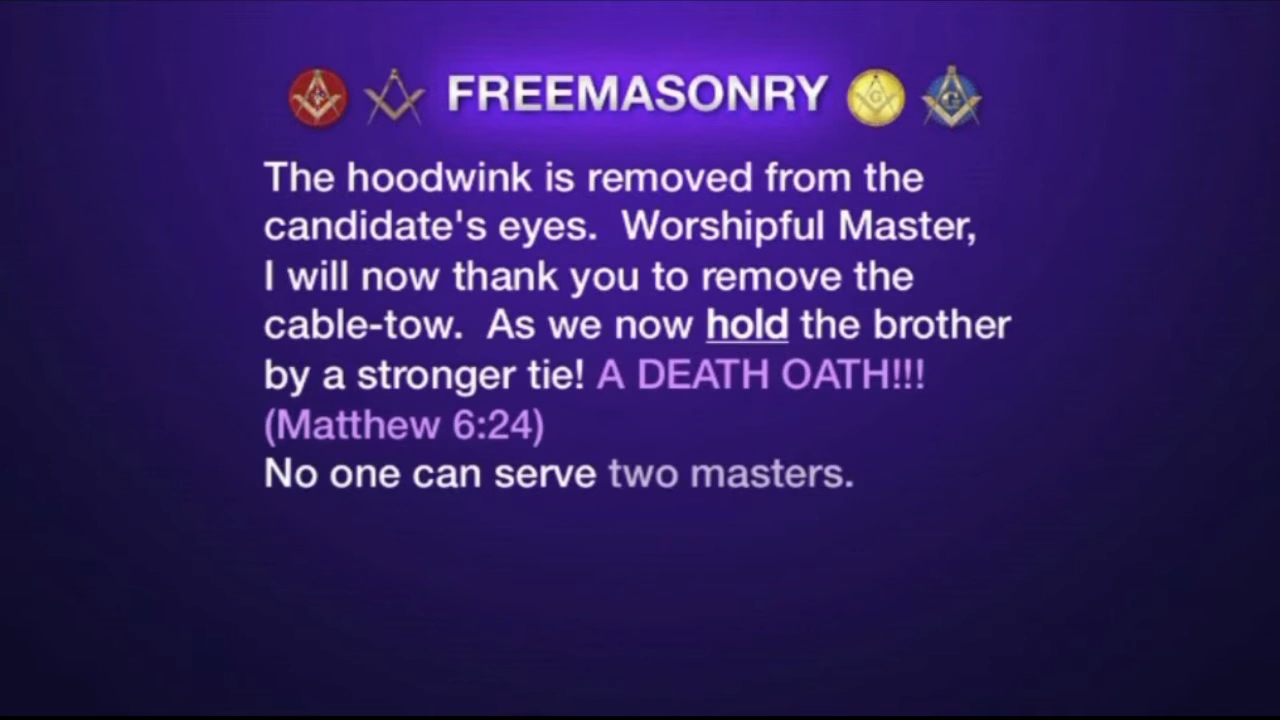 FREEMASONRY
The hoodwink is removed from the
candidate's eyes.  Worshipful Master,
I will now thank you to remove the
cable-tow.  As we now hold the brother
by a stronger tie! A DEATH OATH!!!
(Matthew 6:24)
No one can serve two masters.